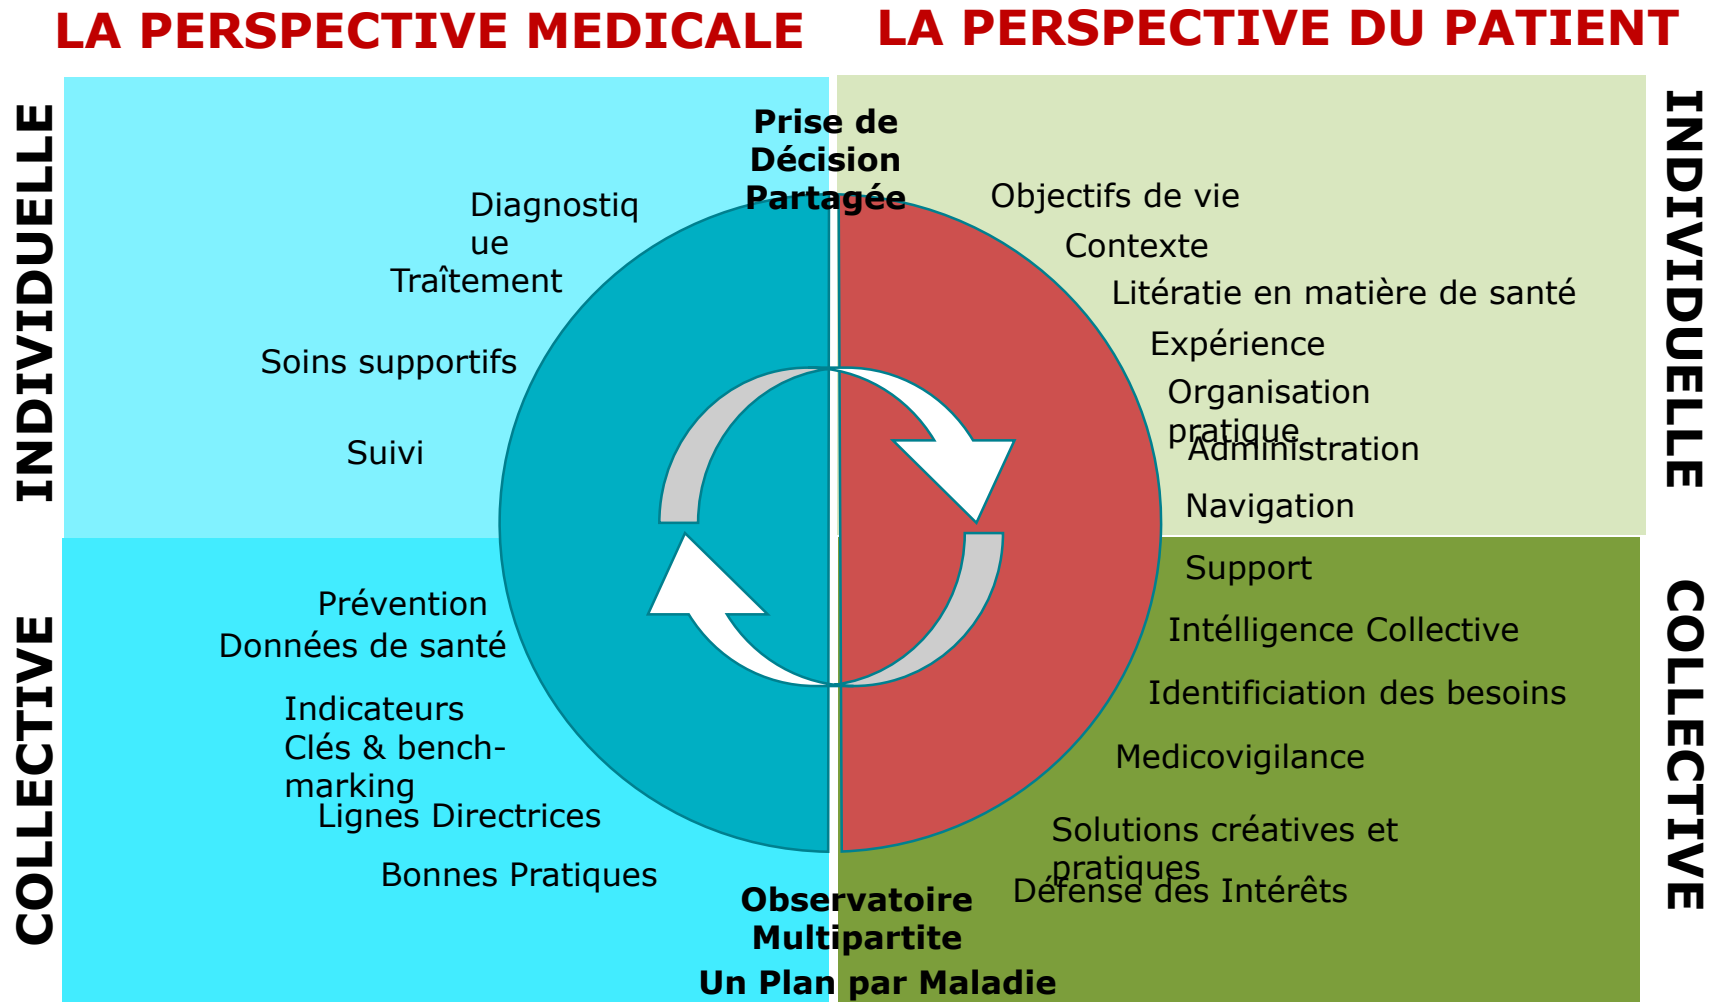 LA PERSPECTIVE MEDICALE
LA PERSPECTIVE DU PATIENT
INDIVIDUELLE
Prise de
Décision
Partagée
Diagnostiq
ue
Traîtement
Soins supportifs
Suivi
Objectifs de vie
Contexte
Litératie en matière de santé
Expérience
Organisation
pratique
Administration
Navigation
INDIVIDUELLE
COLLECTIVE
Prévention
Données de santé
Indicateurs
Clés & bench-
marking
Lignes Directrices
Bonnes Pratiques
Support
Intélligence Collective
Identificiation des besoins
Medicovigilance
Solutions créatives et
pratiques
Défense des Intérêts
COLLECTIVE
Observatoire
Multipartite
Un Plan par Maladie